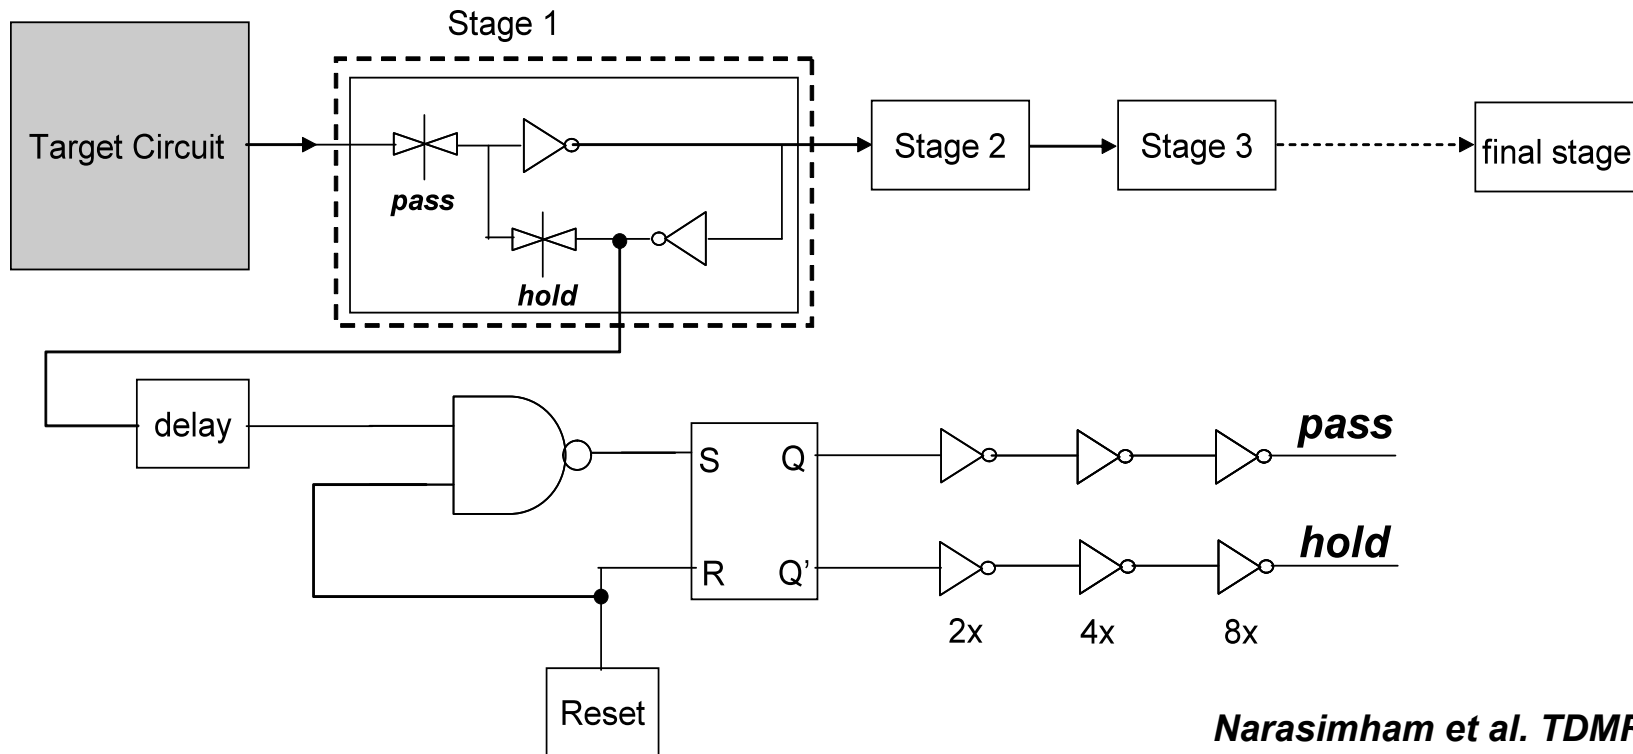 Stage 1
Target Circuit
pass
hold
Stage 2
Stage 3
final stage
delay
S
Q
R
Q’
pass
hold
2x
4x
8x
Reset
Narasimham et al.